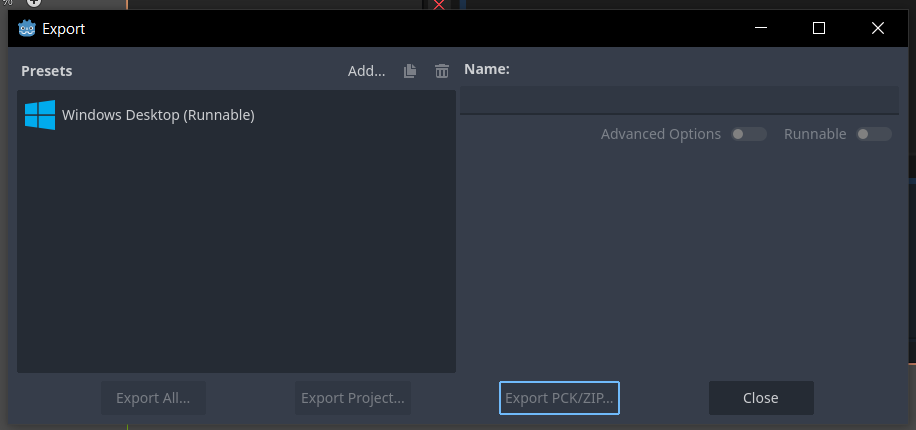 %
Export
Presets
Add...
Name:
Windows Desktop (Runnable)
Advanced Options
Runnable
Export All...
Export Project...
Export PCK/ZIP...
Close